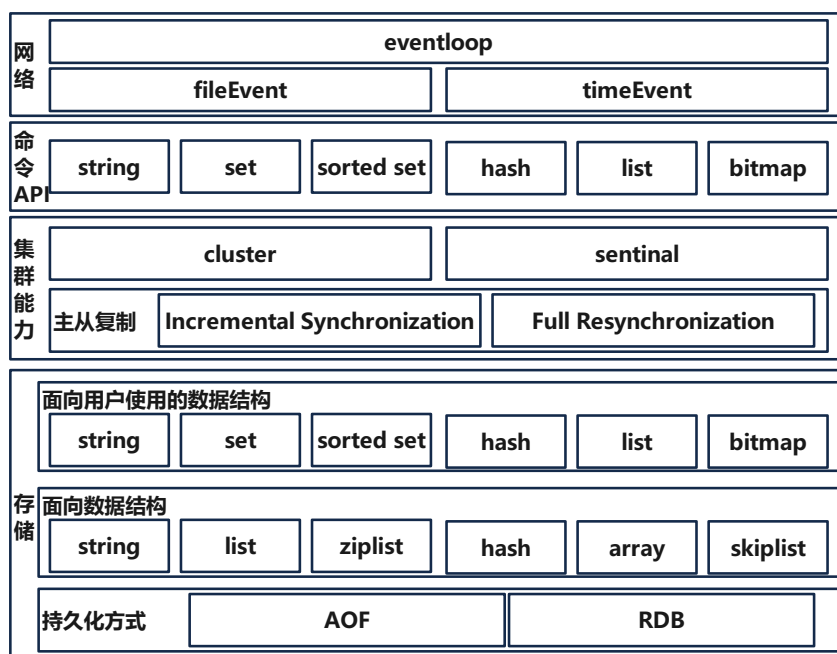 网络
eventloop
fileEvent timeEvent
命令API
string set sorted set hash list bitmap
集群能力
cluster sentinal
主从复制 Incremental Synchronization Full Resynchronization
存储
面向用户使用的数据结构
string set sorted set hash list bitmap
面向数据结构
string list ziplist hash array skiplist
持久化方式 AOF RDB